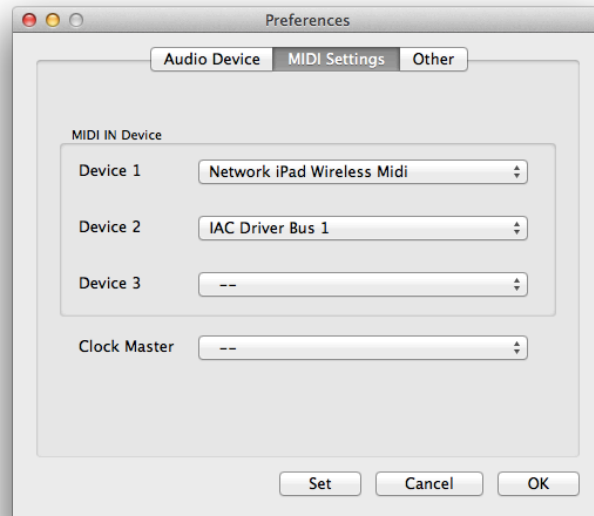 Preferences
Audio Device MIDI Settings Other
MIDI IN Device
Device 1 Network iPad Wireless Midi
Device 2 IAC Driver Bus 1
Device 3 --
Clock Master --
Set Cancel OK